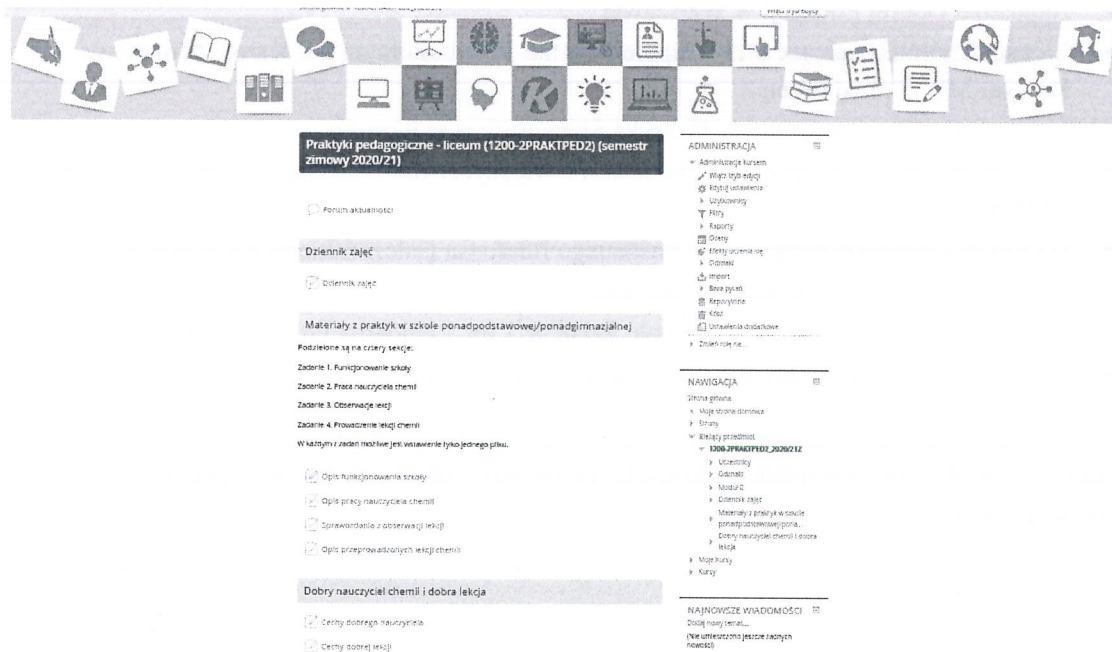 Praktyki pedagogiczne - liceum (1200-2PRAKTPED2) (semestr
zimowy 2020/21)
Forum aktualności
Dziennik zajęć
Dziennik zajęć
Materiały z praktyk w szkole ponadpodstawowej/ponadgimnazjalnej
Podzielone są na cztery sekcje:
Zadanie 1. Funkcjonowanie szkoły
Zadanie 2. Praca nauczyciela chemii
Zadanie 3. Obserwacje lekcji
Zadanie 4. Prowadzenie lekcji chemii
W każdym z zadań możliwe jest wstawienie tylko jednego pliku.
Opis funkcjonowania szkoły
Opis pracy nauczyciela chemii
Sprawozdania z obserwacji lekcji
Opis przeprowadzonych lekcji chemii
Dobry nauczyciel chemii i dobra lekcja
Cechy dobrego nauczyciela
Cechy dobrej lekcji
ADMINISTRACJA
Administracja kursem
Włącz tryb edycji
Edytuj ustawienia
Użytkownicy
Filtry
Raporty
Oceny
Efekty uczenia się
Odznaki
Import
Baza pytań
Repozytoria
Kosz
Ustawienia dodatkowe
Zmień rolę na...
NAWIGACJA
Strona główna
Moja strona domowa
Strony
Bieżący przedmiot
1200-2PRAKTPED2_2020/21Z
Uczestnicy
Odznaki
Moduł 0
Dziennik zajęć
Materiały z praktyk w szkole
ponadpodstawowej/pona...
Dobry nauczyciel chemii i dobra
lekcja
Moje kursy
Kursy
NAJNOWSZE WIADOMOŚCI
Dodaj nowy temat...
(Nie umieszczono jeszcze żadnych
nowości)